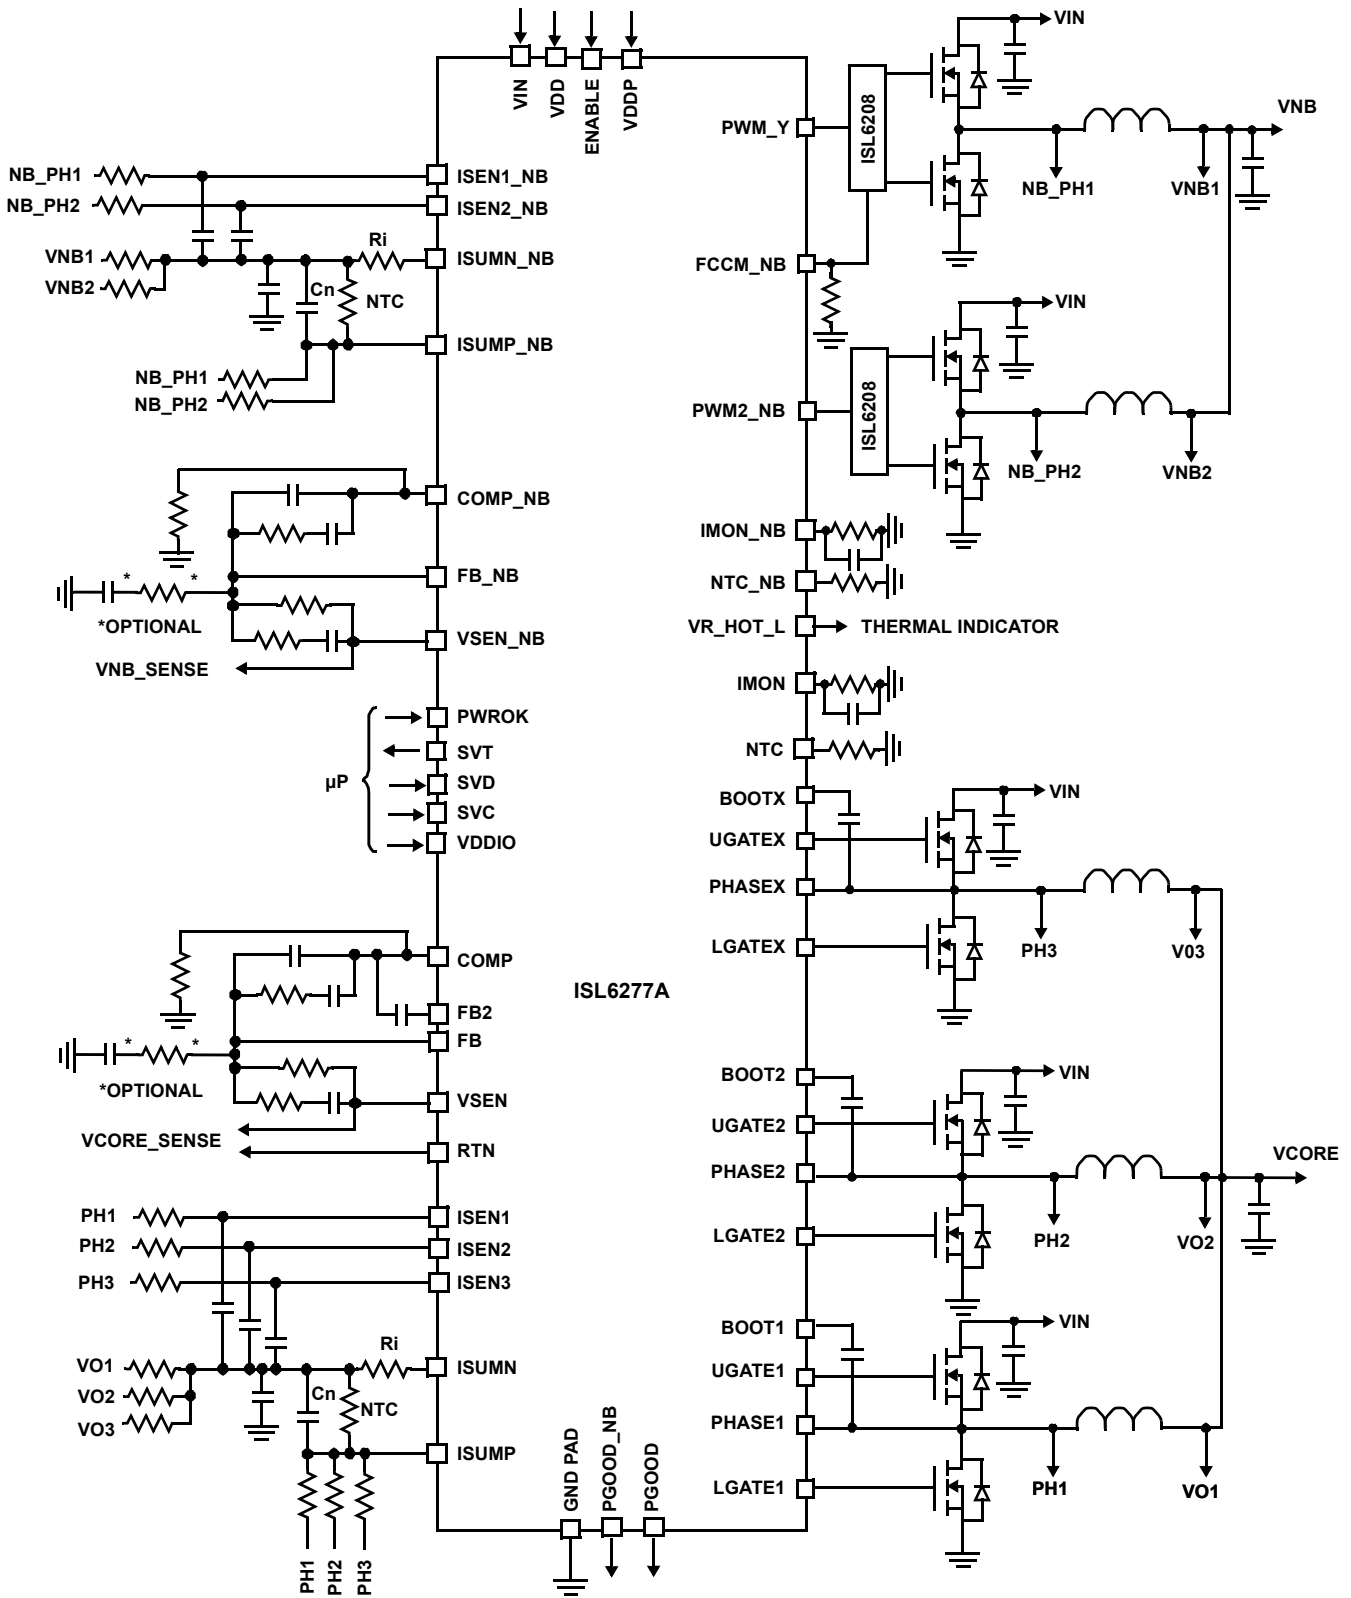 VIN
VDD
ENABLE
VDDP
NB_PH1
NB_PH2
VNB1
VNB2
Ri
Cn
NTC
NB_PH1
NB_PH2
ISEN1_NB
ISEN2_NB
ISUMN_NB
ISUMP_NB
COMP_NB
FB_NB
VSEN_NB
* *
*OPTIONAL
VNB_SENSE
µP
PWROK
SVT
SVD
SVC
VDDIO
COMP
FB2
FB
VSEN
RTN
* *
*OPTIONAL
VCORE_SENSE
PH1
PH2
PH3
ISEN1
ISEN2
ISEN3
VO1
VO2
VO3
Ri
Cn
NTC
ISUMN
ISUMP
PH1
PH2
PH3
ISL6277A
GND PAD
PGOOD_NB
PGOOD
PWM_Y
ISL6208
VIN
NB_PH1
VNB1
VNB
FCCM_NB
VIN
PWM2_NB
ISL6208
NB_PH2
VNB2
IMON_NB
NTC_NB
VR_HOT_L
THERMAL INDICATOR
IMON
NTC
BOOTX
UGATEX
PHASEX
LGATEX
VIN
PH3
V03
BOOT2
UGATE2
PHASE2
LGATE2
VIN
PH2
VO2
VCORE
BOOT1
UGATE1
PHASE1
LGATE1
VIN
PH1
VO1